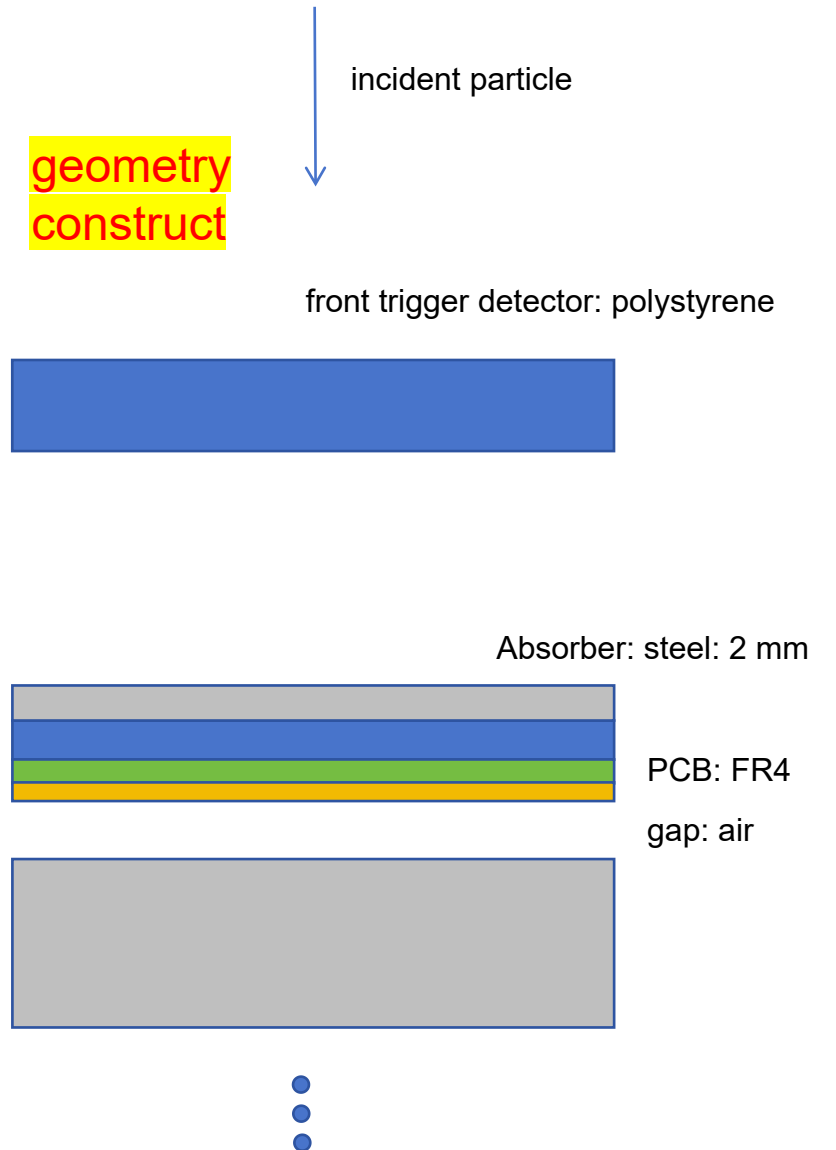 incident particle
geometry
construct
front trigger detector: polystyrene
Absorber: steel: 2 mm
PCB: FR4
gap: air